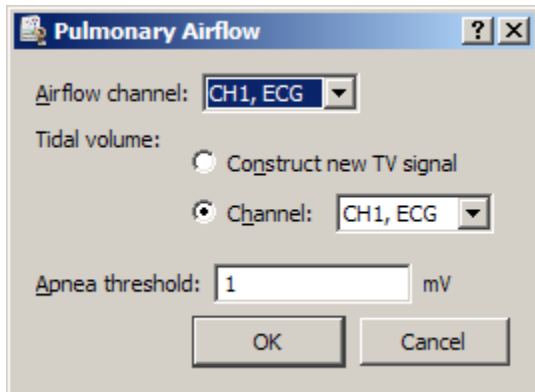 Pulmonary Airflow
Airflow channel: CH1, ECG
Tidal volume:
Construct new TV signal
Channel: CH1, ECG
Apnea threshold: 1 mV
OK Cancel